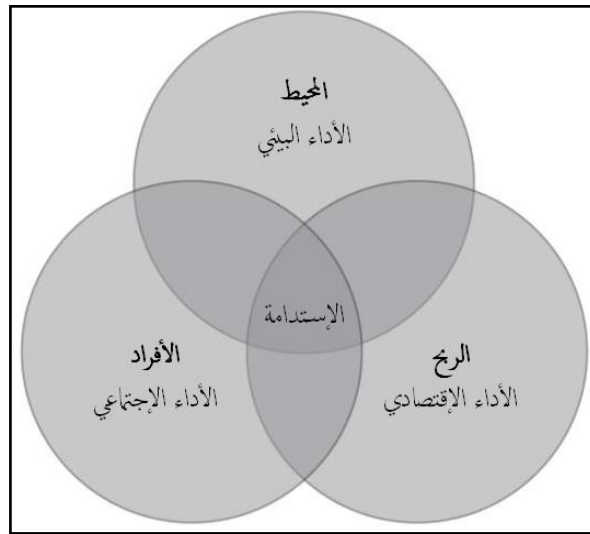 المحيط
الأداء البيئي
الإستدامة
الربح
الأداء الإقتصادي
الأفراد
الأداء الإجتماعي